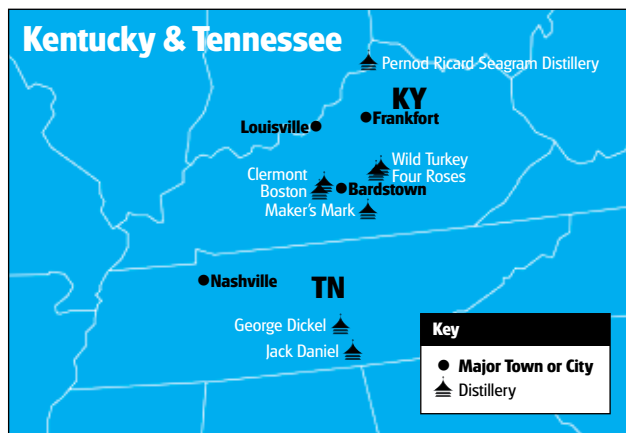 Kentucky & Tennessee
Pernod Ricard Seagram Distillery
KY
Frankfort
Louisville
Wild Turkey
Four Roses
Clermont
Boston
Bardstown
Maker's Mark
Nashville
TN
George Dickel
Jack Daniel
Key
Major Town or City
Distillery